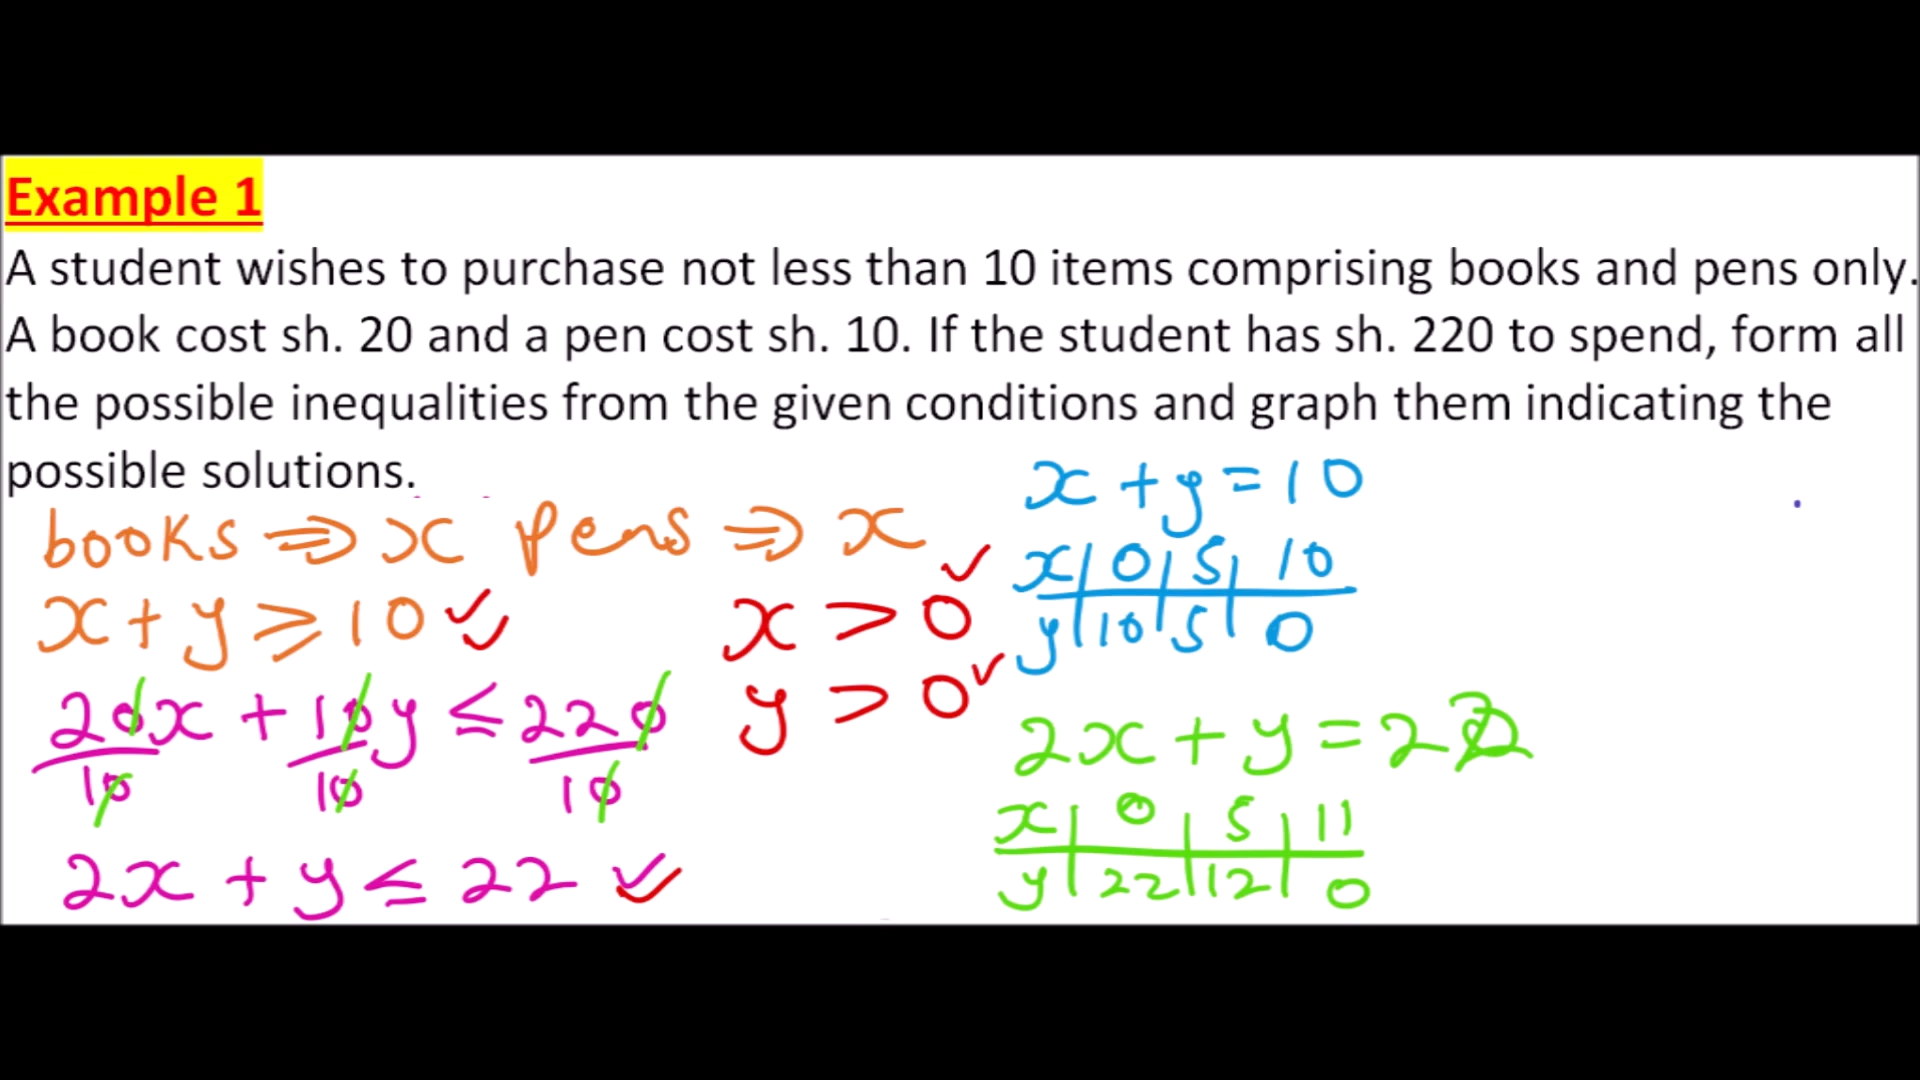 Example 1
A student wishes to purchase not less than 10 items comprising books and pens only.
A book cost sh. 20 and a pen cost sh. 10. If the student has sh. 220 to spend, form all
the possible inequalities from the given conditions and graph them indicating the
possible solutions.
books ⇒ x pens ⇒ x
x + y ⩾ 10 ✓✓
20x + 10y ≤ 220
10 10 10
2x + y ≤ 22 ✓
x > 0 ✓
y > 0 ✓
x + y = 10
x | 0 | 5 | 10
y | 10 | 5 | 0
2x + y = 22
x | 0 | 5 | 11
y | 22 | 12 | 0